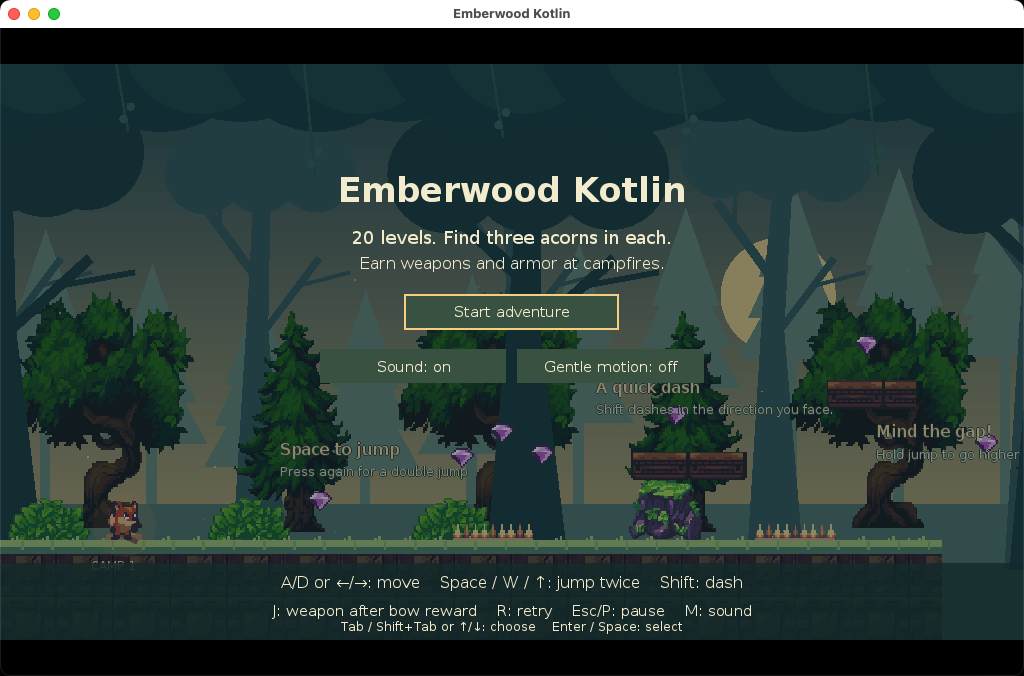 Emberwood Kotlin
Emberwood Kotlin
20 levels. Find three acorns in each.
Earn weapons and armor at campfires.
Start adventure
Sound: on
Gentle motion: off
A quick dash
Shift dashes in the direction you face.
Mind the gap!
Hold jump to go higher
Space to jump
Press again for a double jump
CAMP 1
A/D or ←/→: move Space / W / ↑: jump twice Shift: dash
J: weapon after bow reward R: retry Esc/P: pause M: sound
Tab / Shift+Tab or ↑/↓: choose Enter / Space: select